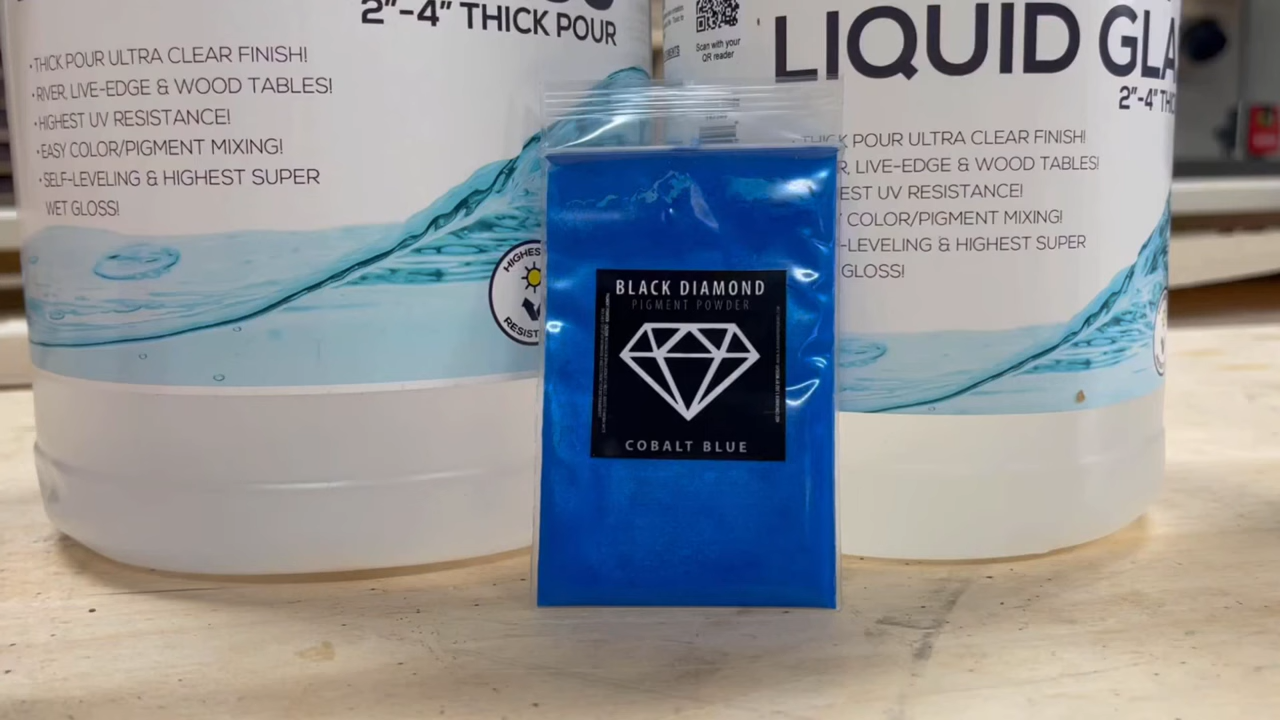 2”-4” THICK POUR
•THICK POUR ULTRA CLEAR FINISH!
•RIVER, LIVE-EDGE & WOOD TABLES!
•HIGHEST UV RESISTANCE!
•EASY COLOR/PIGMENT MIXING!
•SELF-LEVELING & HIGHEST SUPER
WET GLOSS!
HIGHES
RESIST
Scan with your
QR reader
LIQUID GLA
2”-4” THIC
THICK POUR ULTRA CLEAR FINISH!
R, LIVE-EDGE & WOOD TABLES!
EST UV RESISTANCE!
COLOR/PIGMENT MIXING!
-LEVELING & HIGHEST SUPER
GLOSS!
BLACK DIAMOND
PIGMENT POWDER
COBALT BLUE